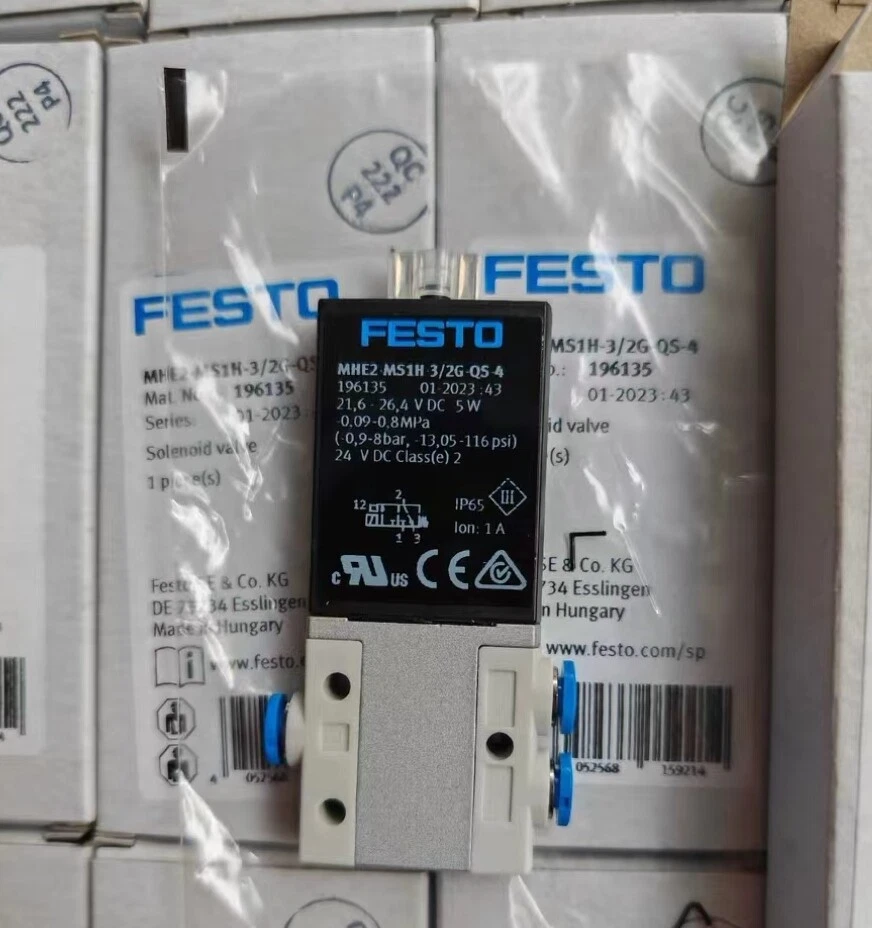 QC
222
P4
QC
222
P4
FESTO
MHE2-MS1H-3/2G-QS
Mat. No
196135
Series:
01-2023
Solenoid valve
1 piece(s)
Festo SE & Co. KG
DE 73734 Esslingen
Made in Hungary
www.festo.
4
052568
FESTO
MHE2-MS1H-3/2G-QS-4
196135 01-2023:43
21,6 - 26,4 V DC 5 W
-0,09-0,8MPa
(-0,9-8bar, -13,05-116 psi)
24 V DC Class(e) 2
2
12
1 3
IP65 III
Ion: 1 A
c RU US CE
FESTO
MS1H-3/2G-QS-4
.: 196135
01-2023:43
id valve
(s)
SE & Co. KG
734 Esslingen
n Hungary
www.festo.com/sp
052568 159214